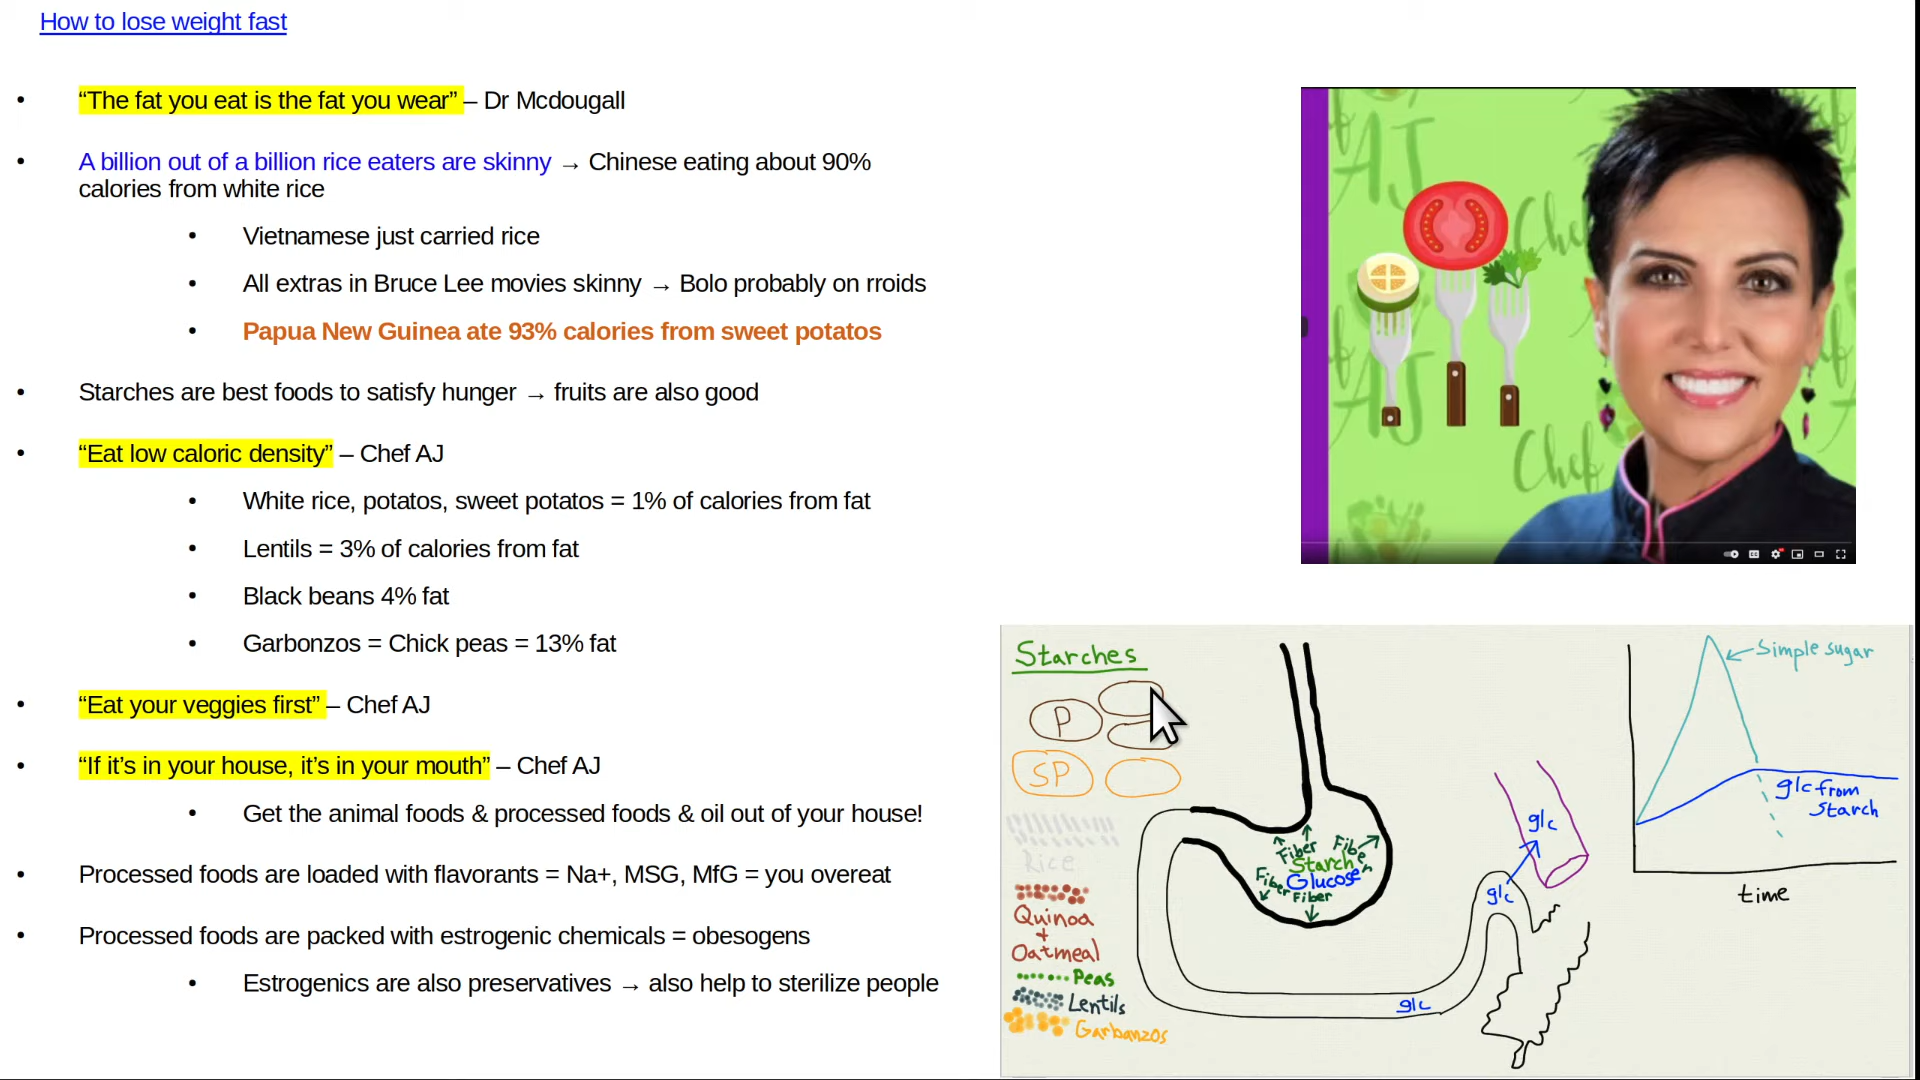 How to lose weight fast
• “The fat you eat is the fat you wear” – Dr Mcdougall
• A billion out of a billion rice eaters are skinny → Chinese eating about 90%
calories from white rice
• Vietnamese just carried rice
• All extras in Bruce Lee movies skinny → Bolo probably on rroids
• Papua New Guinea ate 93% calories from sweet potatos
• Starches are best foods to satisfy hunger → fruits are also good
• “Eat low caloric density” – Chef AJ
• White rice, potatos, sweet potatos = 1% of calories from fat
• Lentils = 3% of calories from fat
• Black beans 4% fat
• Garbonzos = Chick peas = 13% fat
• “Eat your veggies first” – Chef AJ
• “If it’s in your house, it’s in your mouth” – Chef AJ
• Get the animal foods & processed foods & oil out of your house!
• Processed foods are loaded with flavorants = Na+, MSG, MfG = you overeat
• Processed foods are packed with estrogenic chemicals = obesogens
• Estrogenics are also preservatives → also help to sterilize people
AJ
Chef
AJ
Chef
Starches
P
SP
Rice
Quinoa
+
Oatmeal
Peas
Lentils
Garbanzos
Fiber
Starch
Fiber
Glucose
Fiber
glc
glc
glc
Simple sugar
glc from
Starch
time